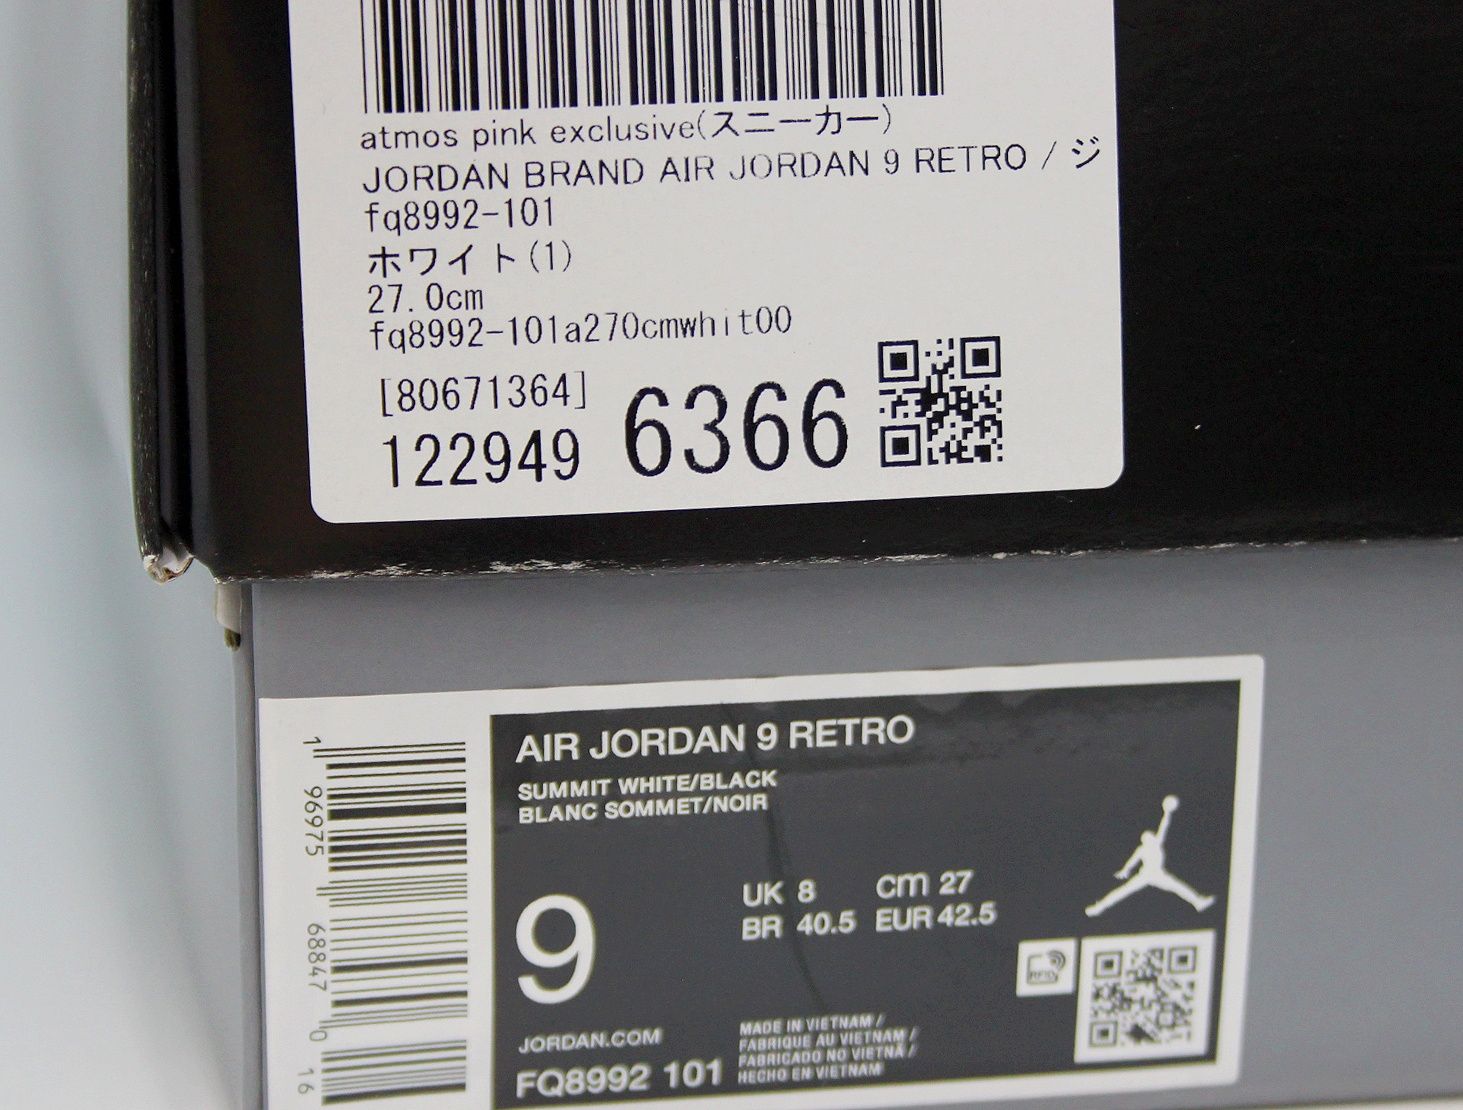 atmos pink exclusive(スニーカー)
JORDAN BRAND AIR JORDAN 9 RETRO / ジ
fq8992-101
ホワイト(1)
27.0cm
fq8992-101a270cmwhit00
[80671364]
122949 6366
AIR JORDAN 9 RETRO
SUMMIT WHITE/BLACK
BLANC SOMMET/NOIR
9
UK 8 cm 27
BR 40.5 EUR 42.5
RFID
JORDAN.COM
FQ8992 101
MADE IN VIETNAM /
FABRIQUE AU VIETNAM /
FABRICADO NO VIETNÃ /
HECHO EN VIETNAM
1 96975 68847 0 16